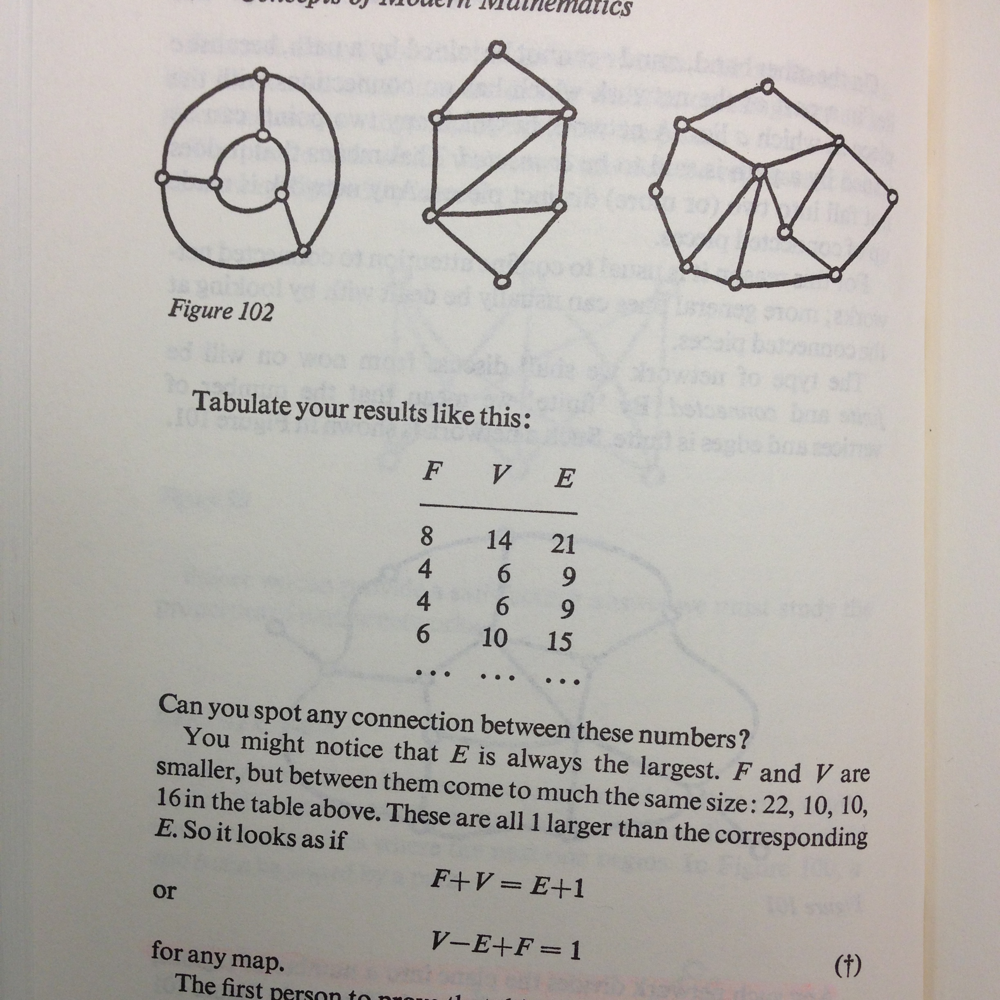 Concepts of Modern Mathematics
Figure 102
Tabulate your results like this:
F V E
8 14 21
4 6 9
4 6 9
6 10 15
... ... ...
Can you spot any connection between these numbers?
You might notice that E is always the largest. F and V are
smaller, but between them come to much the same size: 22, 10, 10,
16 in the table above. These are all 1 larger than the corresponding
E. So it looks as if
F+V = E+1
or
V−E+F = 1 (†)
for any map.
The first person to prove that